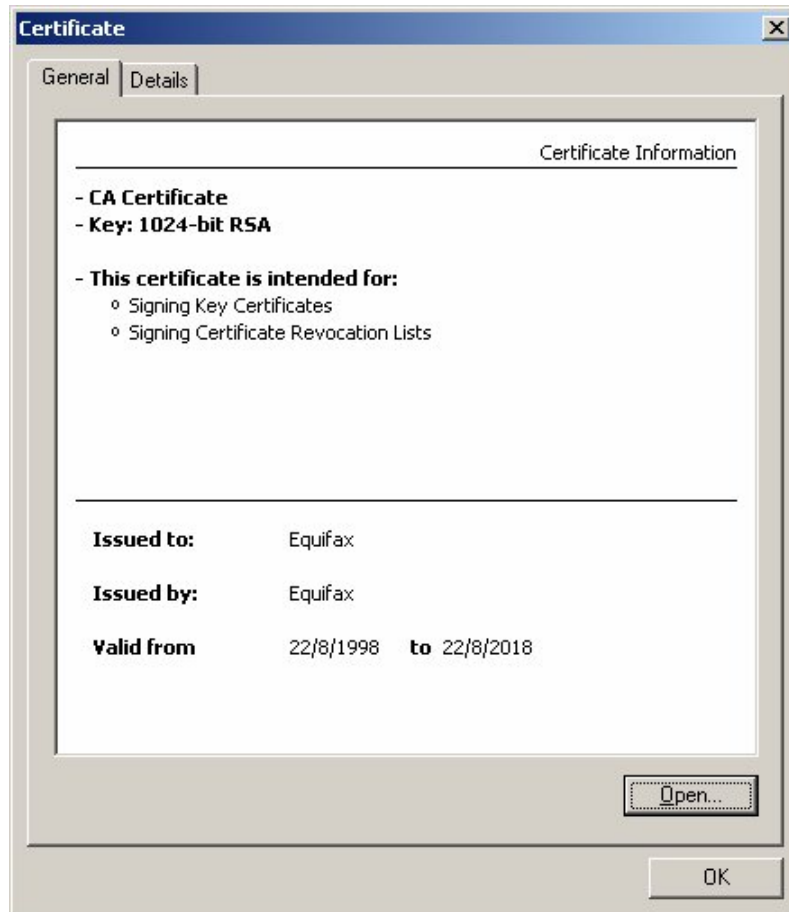 Certificate
General Details
Certificate Information
- CA Certificate
- Key: 1024-bit RSA
- This certificate is intended for:
Signing Key Certificates
Signing Certificate Revocation Lists
Issued to: Equifax
Issued by: Equifax
Valid from 22/8/1998 to 22/8/2018
Open...
OK